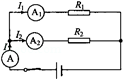 I₁ A₁ R₁
I₂ A₂ R₂
I
A